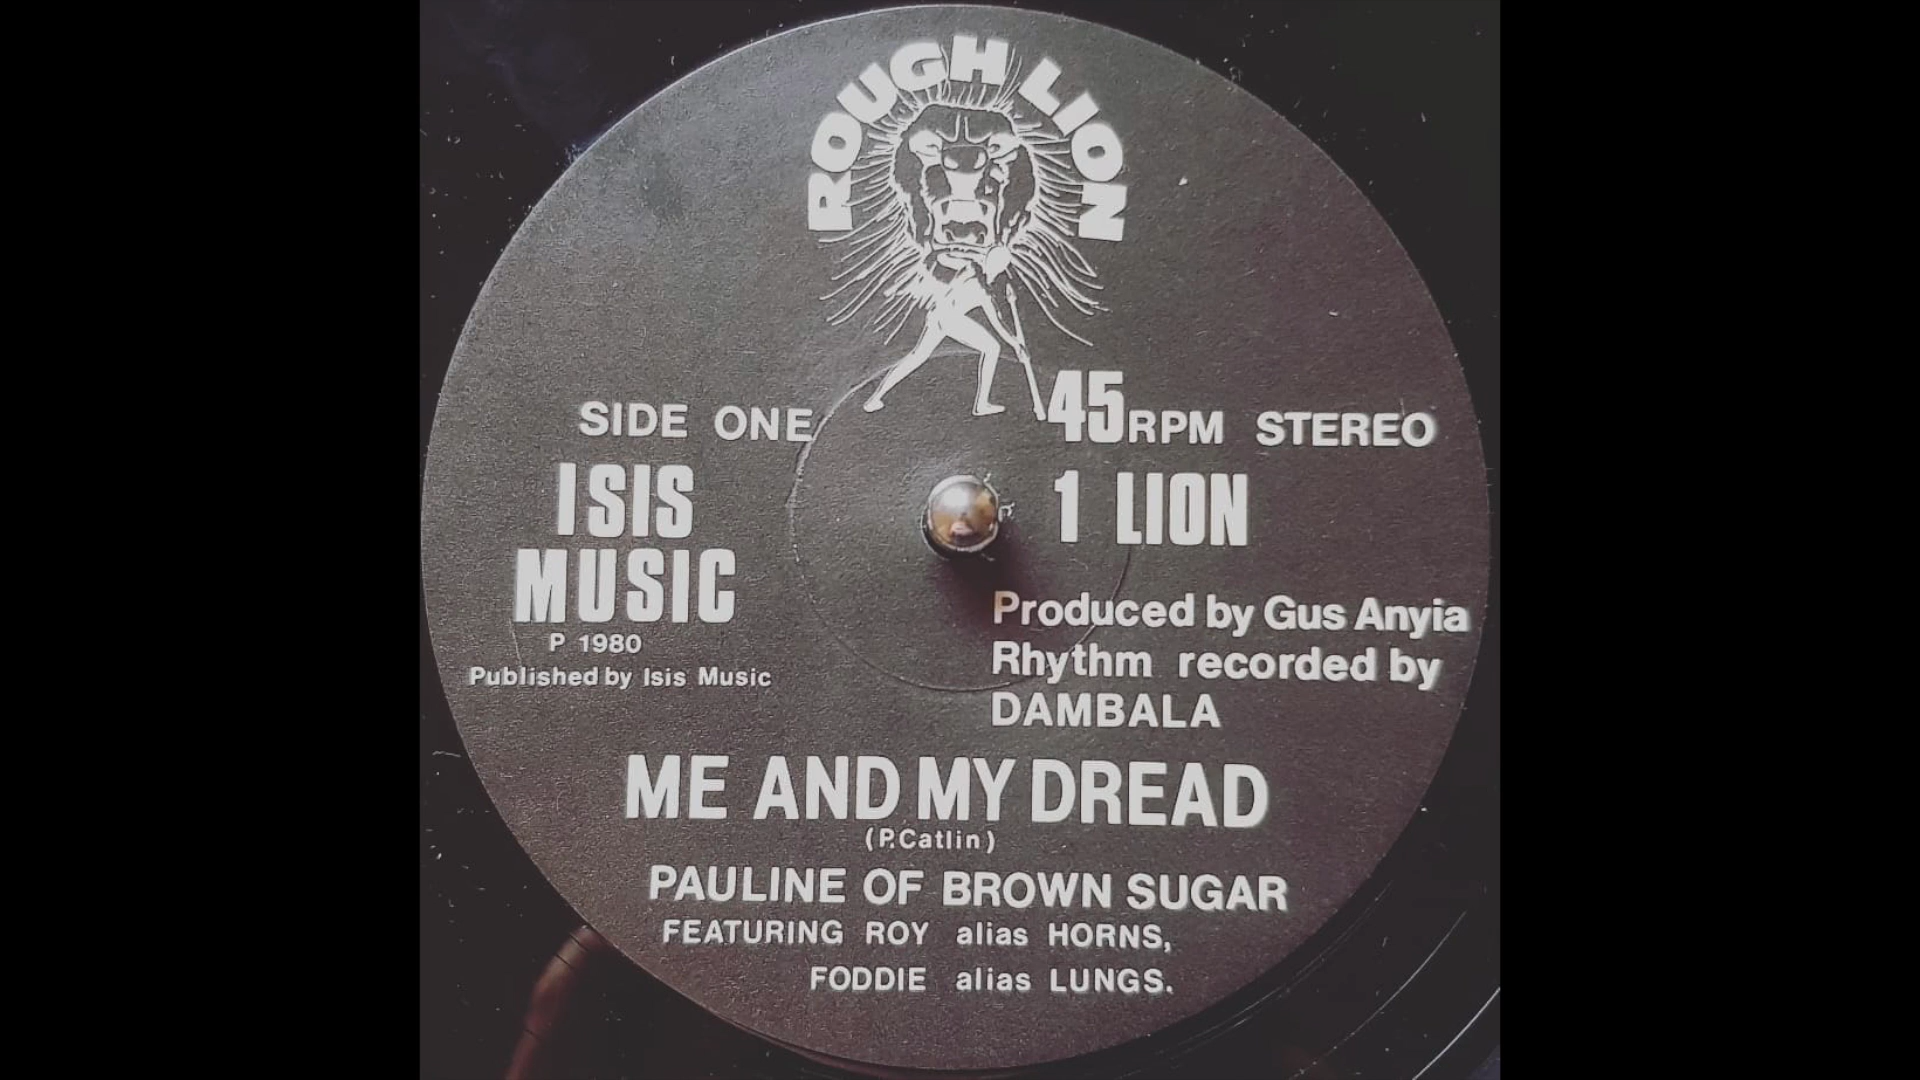 ROUGH LION
SIDE ONE
45 RPM STEREO
ISIS
MUSIC
1 LION
P 1980
Published by Isis Music
Produced by Gus Anyia
Rhythm recorded by
DAMBALA
ME AND MY DREAD
(P.Catlin)
PAULINE OF BROWN SUGAR
FEATURING ROY alias HORNS,
FODDIE alias LUNGS.